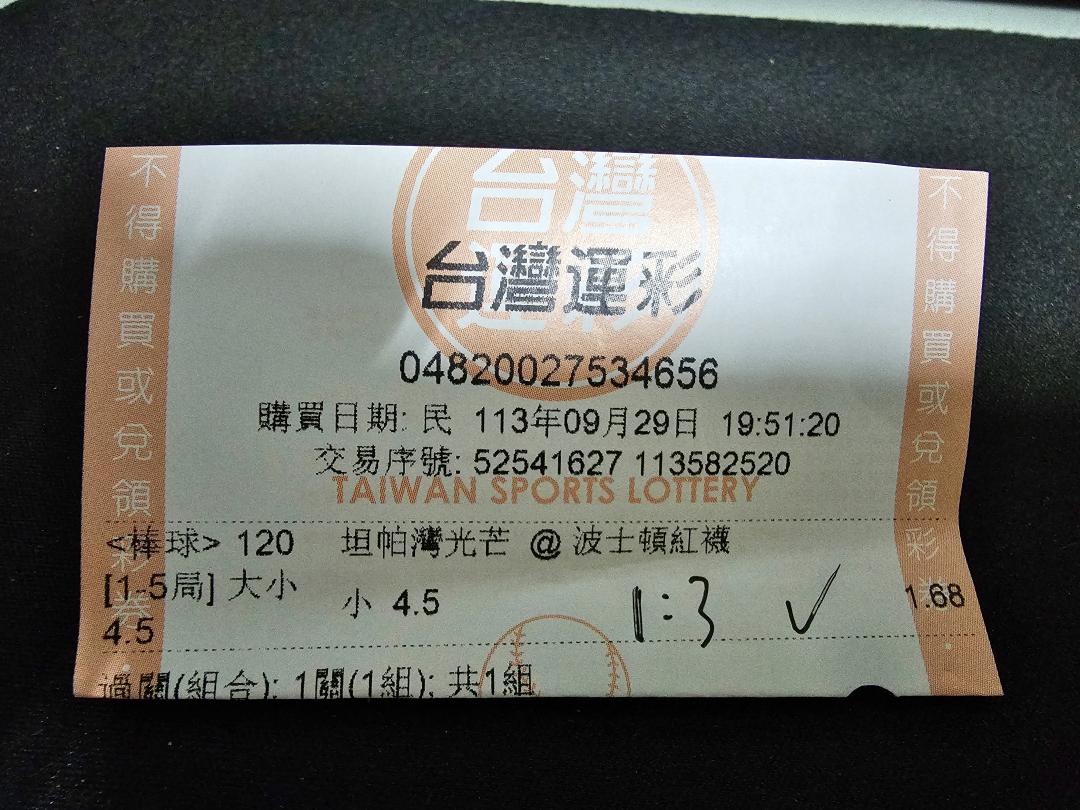 不得購買或兌領彩券.
不得購買或兌領彩
台灣
台灣運彩
04820027534656
購買日期: 民 113年09月29日 19:51:20
交易序號: 52541627 113582520
TAIWAN SPORTS LOTTERY
<棒球> 120 坦帕灣光芒 @ 波士頓紅襪
[1-5局] 大小 小 4.5 1:3 ✓ 1.68
4.5
過關(組合): 1關(1組); 共1組